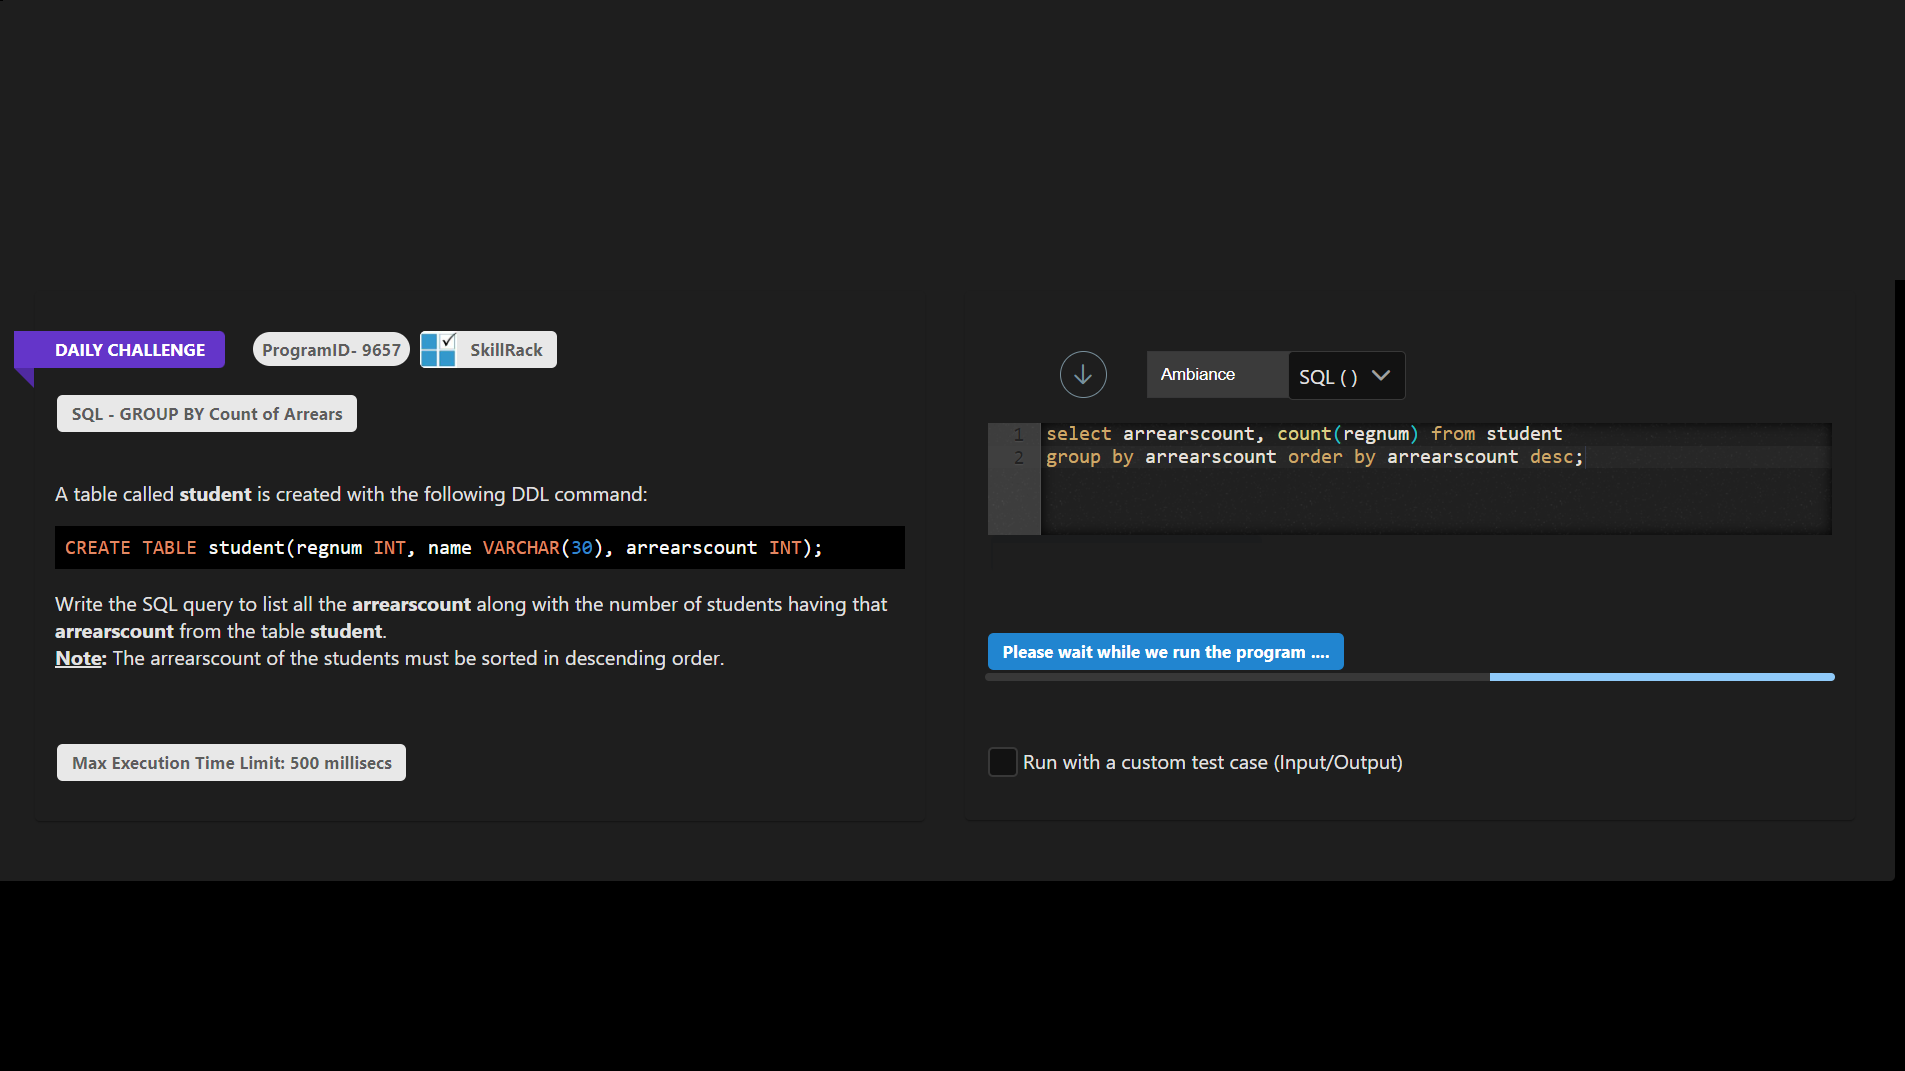 DAILY CHALLENGE
ProgramID- 9657
SkillRack
SQL - GROUP BY Count of Arrears
A table called student is created with the following DDL command:
CREATE TABLE student(regnum INT, name VARCHAR(30), arrearscount INT);
Write the SQL query to list all the arrearscount along with the number of students having that
arrearscount from the table student.
Note: The arrearscount of the students must be sorted in descending order.
Max Execution Time Limit: 500 millisecs
Ambiance
SQL ( )
1 select arrearscount, count(regnum) from student
2 group by arrearscount order by arrearscount desc;
Please wait while we run the program ....
Run with a custom test case (Input/Output)